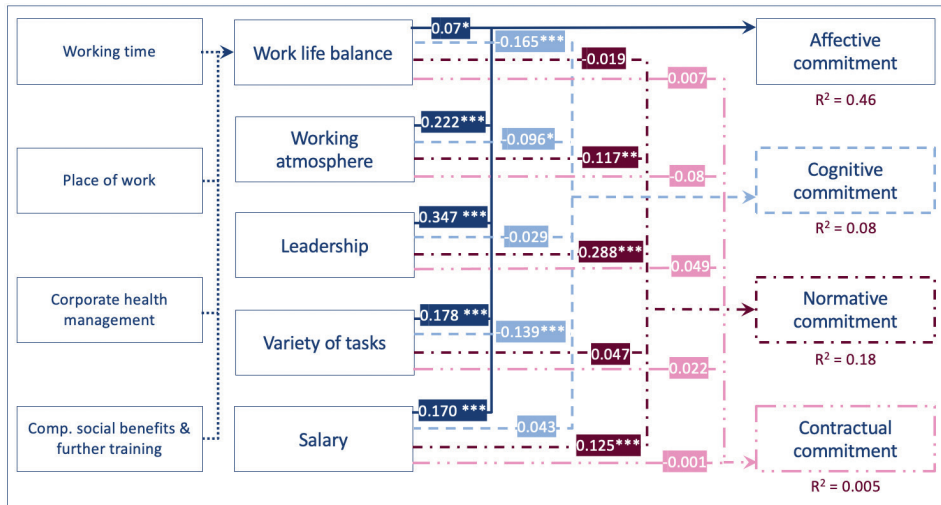 Working time
Place of work
Corporate health
management
Comp. social benefits &
further training
Work life balance
Working
atmosphere
Leadership
Variety of tasks
Salary
0.07*
-0.165***
-0.019
0.007
0.222***
-0.096*
0.117**
-0.08
0.347 ***
-0.029
0.288***
0.049
0.178 ***
-0.139***
0.047
0.022
0.170 ***
0.043
0.125***
-0.001
Affective
commitment
R² = 0.46
Cognitive
commitment
R² = 0.08
Normative
commitment
R² = 0.18
Contractual
commitment
R² = 0.005